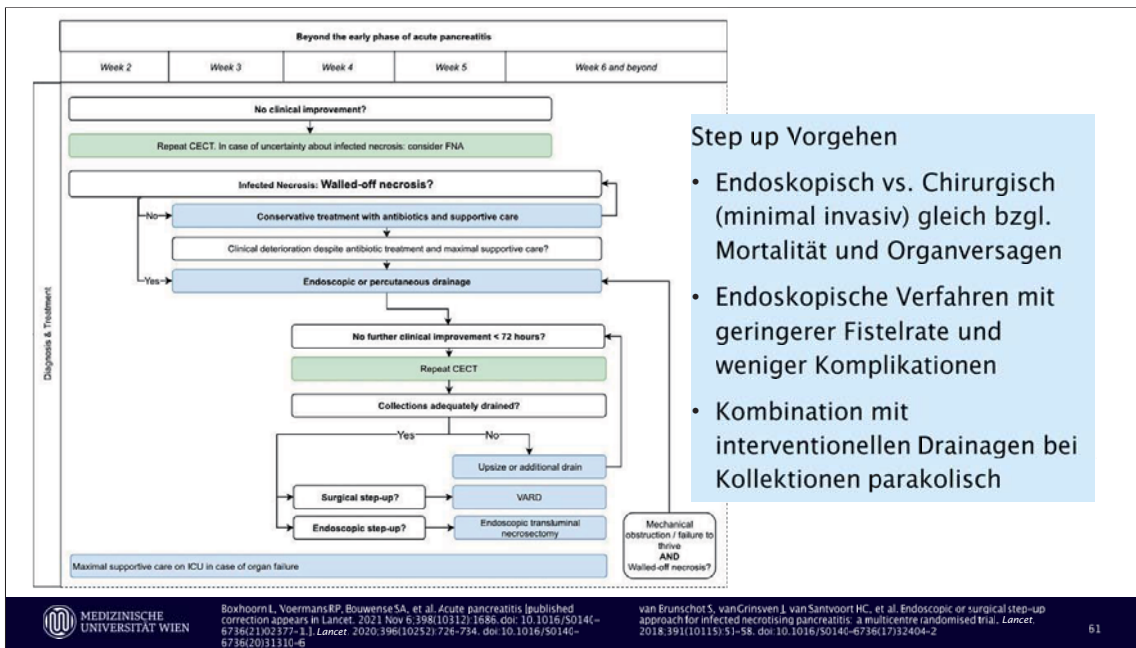 Beyond the early phase of acute pancreatitis
Week 2 Week 3 Week 4 Week 5 Week 6 and beyond
Diagnosis & Treatment
No clinical improvement?
Repeat CECT. In case of uncertainty about infected necrosis: consider FNA
Infected Necrosis: Walled-off necrosis?
No
Conservative treatment with antibiotics and supportive care
Clinical deterioration despite antibiotic treatment and maximal supportive care?
Yes
Endoscopic or percutaneous drainage
No further clinical improvement < 72 hours?
Repeat CECT
Collections adequately drained?
Yes No
Upsize or additional drain
Surgical step-up? VARD
Endoscopic step-up? Endoscopic transluminal
necrosectomy
Mechanical
obstruction / failure to
thrive
AND
Walled-off necrosis?
Maximal supportive care on ICU in case of organ failure
Step up Vorgehen
• Endoskopisch vs. Chirurgisch
(minimal invasiv) gleich bzgl.
Mortalität und Organversagen
• Endoskopische Verfahren mit
geringerer Fistelrate und
weniger Komplikationen
• Kombination mit
interventionellen Drainagen bei
Kollektionen parakolisch
MEDIZINISCHE
UNIVERSITÄT WIEN
Boxhoorn L, Voermans RP, Bouwense SA, et al. Acute pancreatitis [published
correction appears in Lancet. 2021 Nov 6;398(10312):1686. doi: 10.1016/S0140-
6736(21)02377-1.]. Lancet. 2020;396(10252):726-734. doi:10.1016/S0140-
6736(20)31310-6
van Brunschot S, van Grinsven J, van Santvoort HC, et al. Endoscopic or surgical step-up
approach for infected necrotising pancreatitis: a multicentre randomised trial. Lancet.
2018;391(10115):51-58. doi:10.1016/S0140-6736(17)32404-2
61